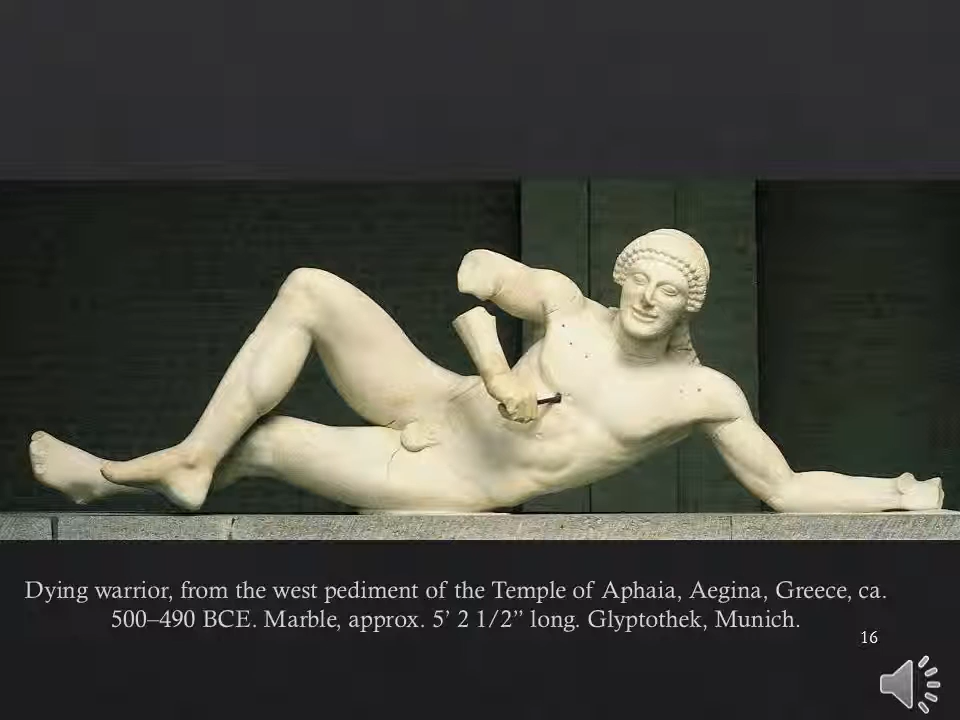 Dying warrior, from the west pediment of the Temple of Aphaia, Aegina, Greece, ca.
500–490 BCE. Marble, approx. 5’ 2 1/2” long. Glyptothek, Munich.
16